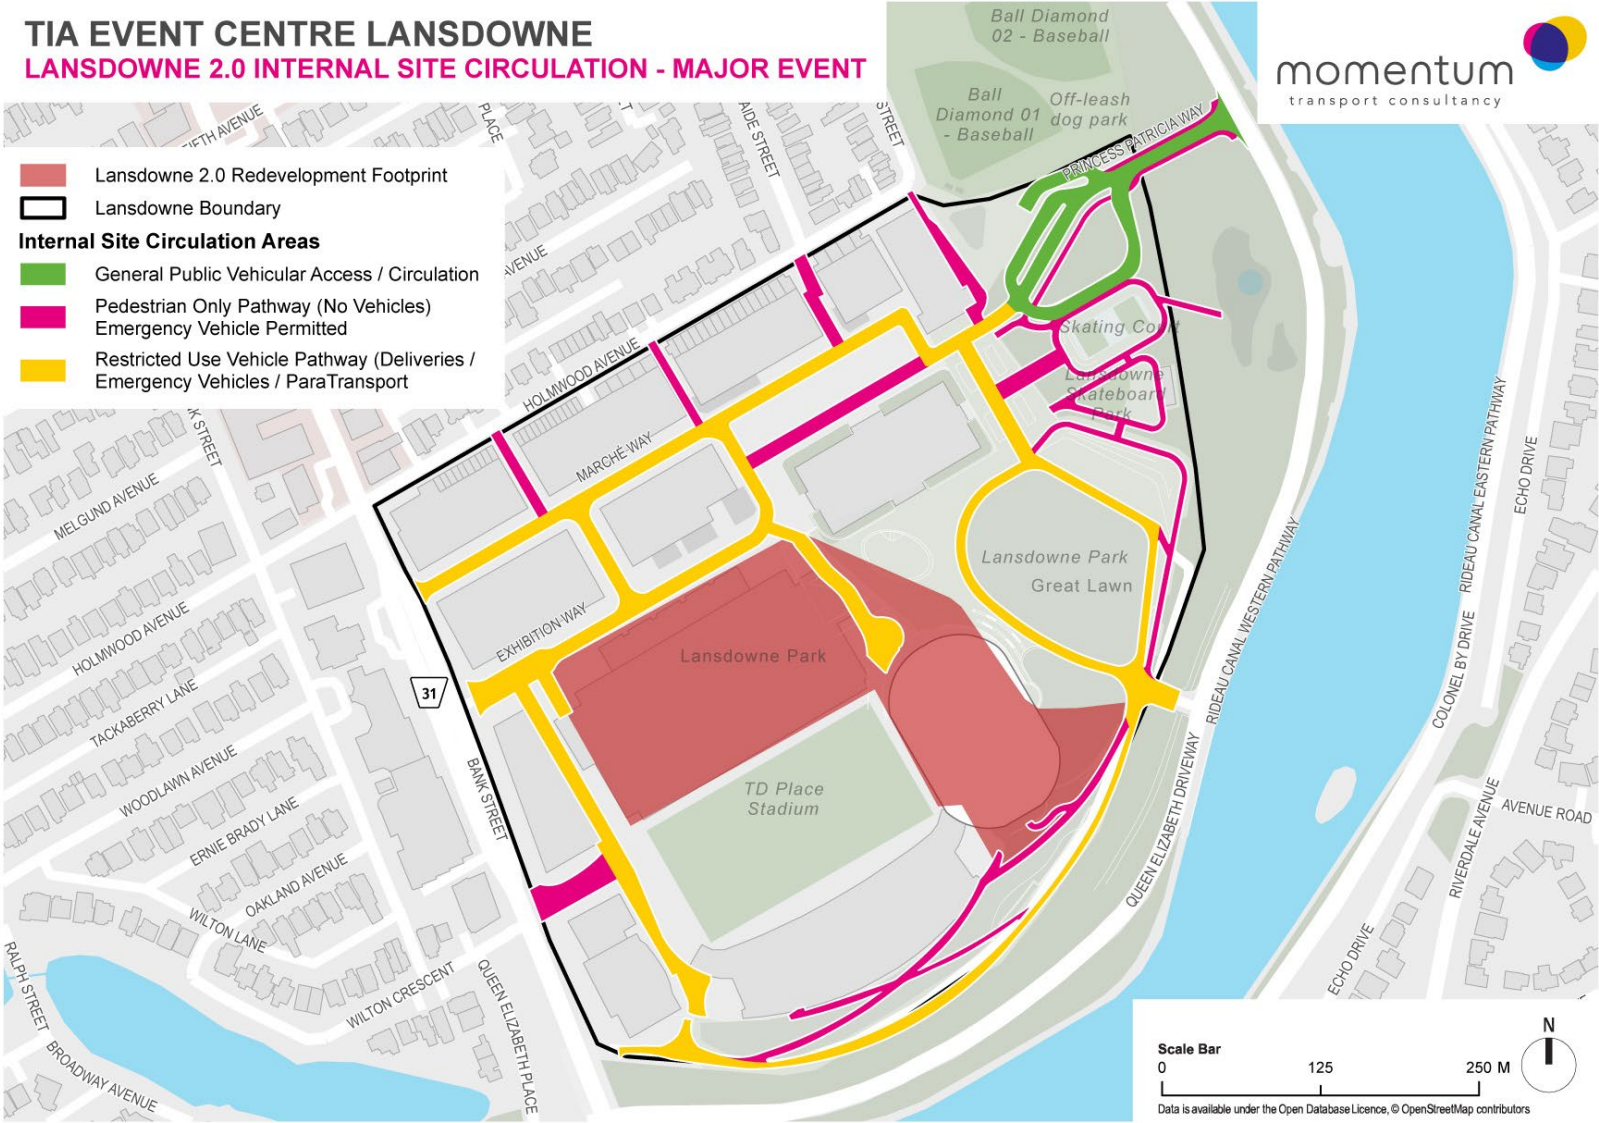 TIA EVENT CENTRE LANSDOWNE
LANSDOWNE 2.0 INTERNAL SITE CIRCULATION - MAJOR EVENT
momentum
transport consultancy
Lansdowne 2.0 Redevelopment Footprint
Lansdowne Boundary
Internal Site Circulation Areas
General Public Vehicular Access / Circulation
Pedestrian Only Pathway (No Vehicles)
Emergency Vehicle Permitted
Restricted Use Vehicle Pathway (Deliveries /
Emergency Vehicles / ParaTransport
Ball Diamond
02 - Baseball
Ball
Diamond 01
- Baseball
Off-leash
dog park
PRINCESS PATRICIA WAY
FIFTH AVENUE
PLACE
STREET
AVENUE
HOLMWOOD AVENUE
Skating Court
Lansdowne
Skateboard
Park
MARCHÉ WAY
MELGUND AVENUE
Lansdowne Park
Great Lawn
HOLMWOOD AVENUE
EXHIBITION WAY
Lansdowne Park
TACKABERRY LANE
31
WOODLAWN AVENUE
BANK STREET
TD Place
Stadium
ERNIE BRADY LANE
OAKLAND AVENUE
WILTON LANE
WILTON CRESCENT
QUEEN ELIZABETH PLACE
RALPH STREET
BROADWAY AVENUE
QUEEN ELIZABETH DRIVEWAY
RIDEAU CANAL WESTERN PATHWAY
RIDEAU CANAL EASTERN PATHWAY
ECHO DRIVE
COLONEL BY DRIVE
AVENUE ROAD
RIVERDALE AVENUE
ECHO DRIVE
Scale Bar
0 125 250 M
N
Data is available under the Open Database Licence, © OpenStreetMap contributors